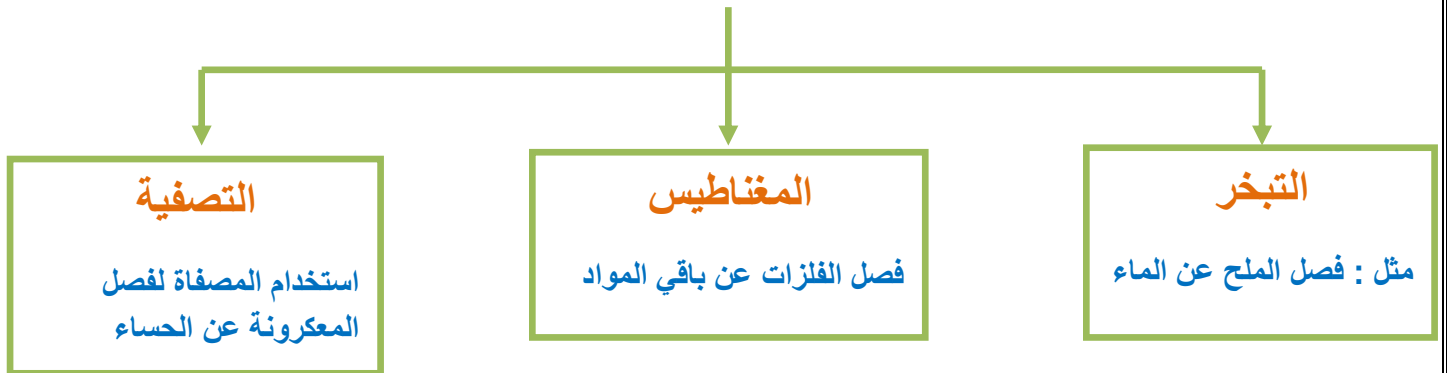 التبخر
مثل : فصل الملح عن الماء
المغناطيس
فصل الفلزات عن باقي المواد
التصفية
استخدام المصفاة لفصل
المعكرونة عن الحساء